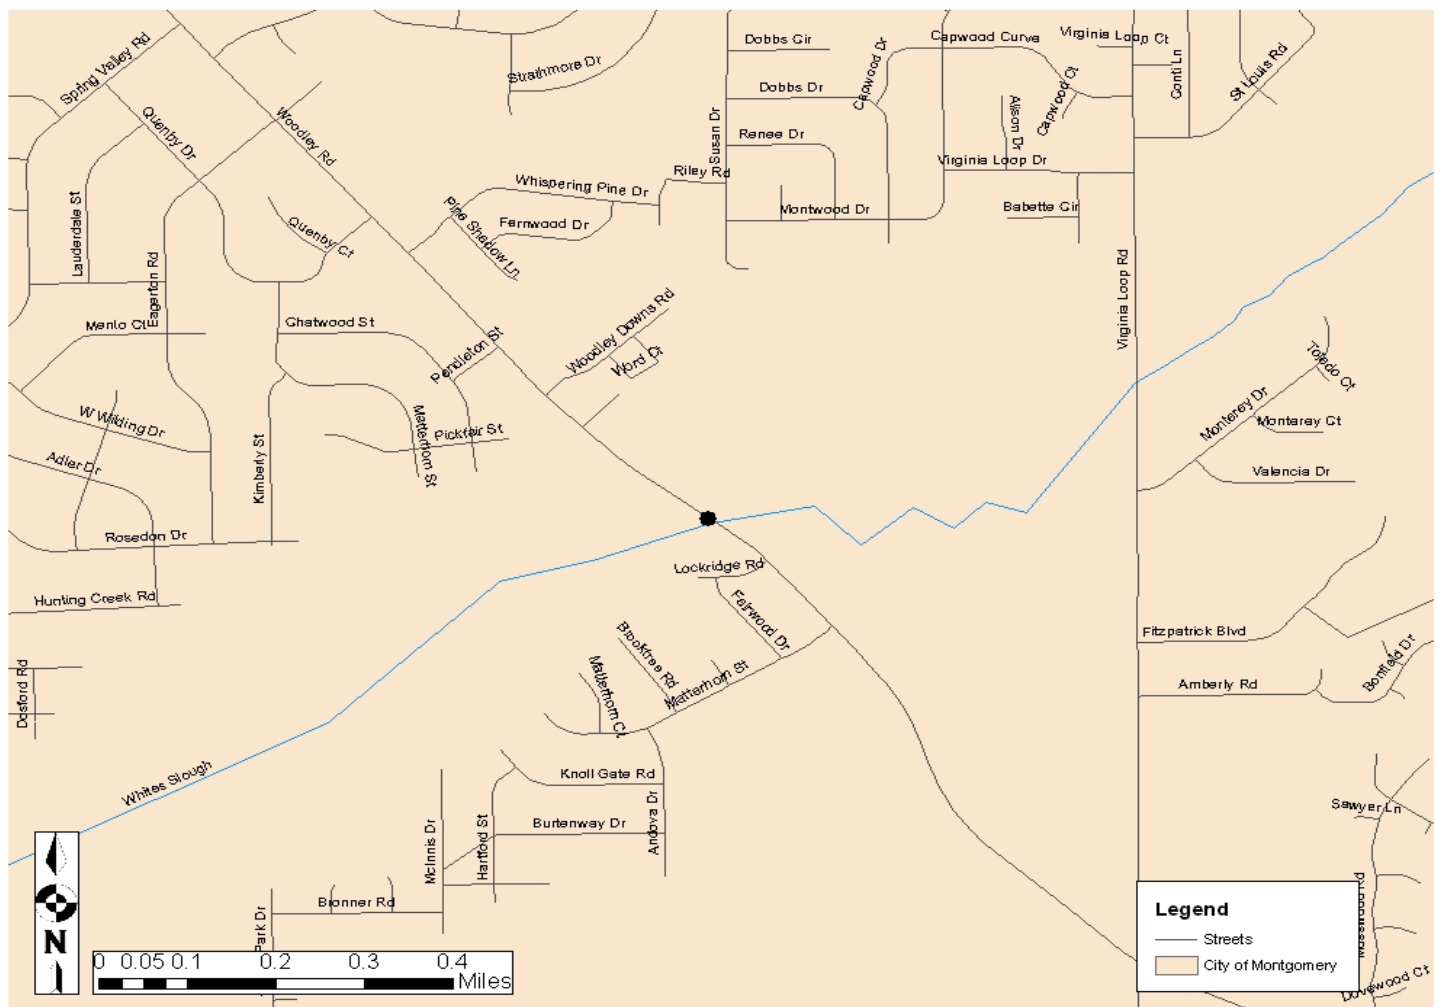 Spring Valley Rd
Strathmore Dr
Dobbs Cir
Capwood Dr
Capwood Curve
Virginia Loop Ct
Conti Ln
St Louis Rd
Dobbs Dr
Capwood Ct
Alison Dr
Quenby Dr
Woodley Rd
Susan Dr
Renee Dr
Virginia Loop Dr
Riley Rd
Whispering Pine Dr
Montwood Dr
Babette Cir
Pine Shadow Ln
Fernwood Dr
Quenby Ct
Lauderdale St
Eagerton Rd
Virginia Loop Rd
Menlo Ct
Chatwood St
Pendleton St
Woodley Downs Rd
Word Ct
Toledo Ct
Monterey Dr
Monterey Ct
W Wilding Dr
Matterhorn St
Pickfair St
Adler Dr
Kimberly St
Valencia Dr
Rosedon Dr
Lockridge Rd
Hunting Creek Rd
Fairwood Dr
Brooktree Rd
Fitzpatrick Blvd
Bonfield Dr
Matterhorn St
Matterhorn Ct
Amberly Rd
Dosford Rd
Whites Slough
Knoll Gate Rd
Andova Dr
Burtenway Dr
Hartford St
McInnis Dr
Sawyer Ln
Bronner Rd
Park Dr
Dovewood Ct
N
0 0.05 0.1 0.2 0.3 0.4
Miles
Legend
Streets
City of Montgomery